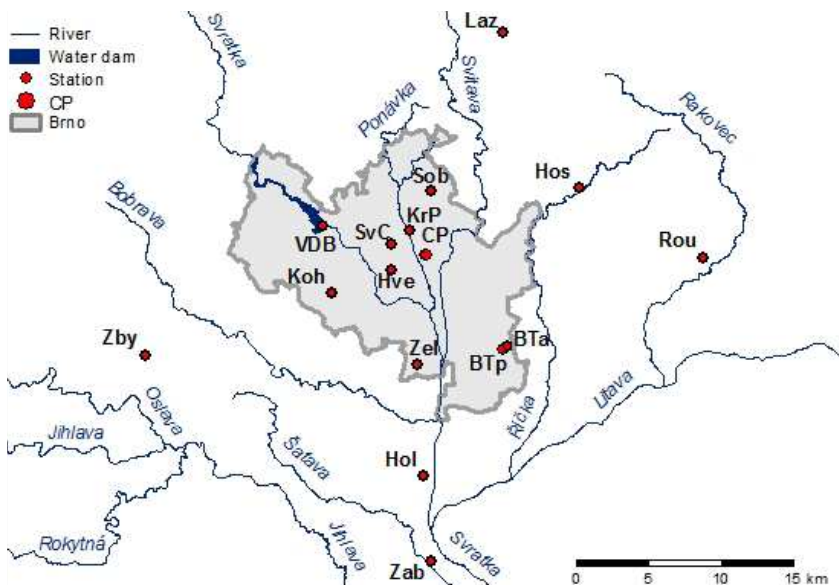 River
Water dam
Station
CP
Brno
Svratka
Laz
Svitava
Ponávka
Rakovec
Hos
Sob
Bobrava
KrP
CP
SvC
VDB
Rou
Koh
Hve
Zby
Zel
BTa
BTp
Oslava
Jihlava
Říčka
Litava
Šatava
Hol
Rokytná
Jihlava
Svratka
Zab
0 5 10 15 km